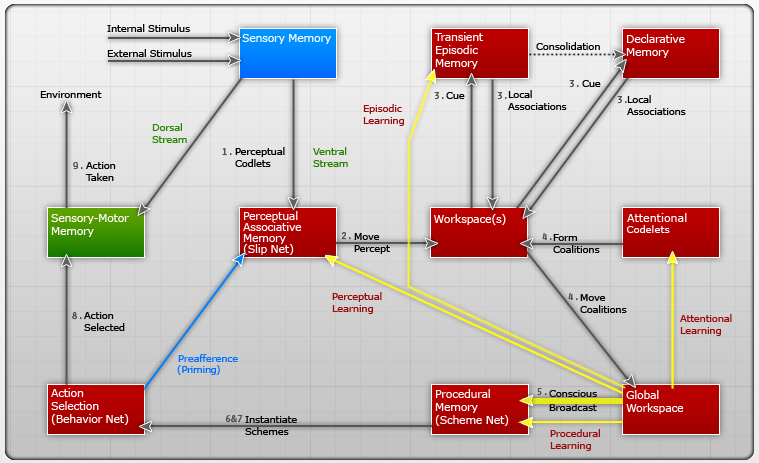 Internal Stimulus
External Stimulus
Sensory Memory
Transient
Episodic
Memory
Consolidation
Declarative
Memory
Environment
3. Cue
3. Local
Associations
3. Cue
3. Local
Associations
Episodic
Learning
Dorsal
Stream
1. Perceptual
Codlets
Ventral
Stream
9. Action
Taken
Sensory-Motor
Memory
Perceptual
Associative
Memory
(Slip Net)
2. Move
Percept
Workspace(s)
4. Form
Coalitions
Attentional
Codelets
Perceptual
Learning
4. Move
Coalitions
8. Action
Selected
Attentional
Learning
Preafference
(Priming)
Action
Selection
(Behavior Net)
6&7 Instantiate
Schemes
Procedural
Memory
(Scheme Net)
5. Conscious
Broadcast
Procedural
Learning
Global
Workspace